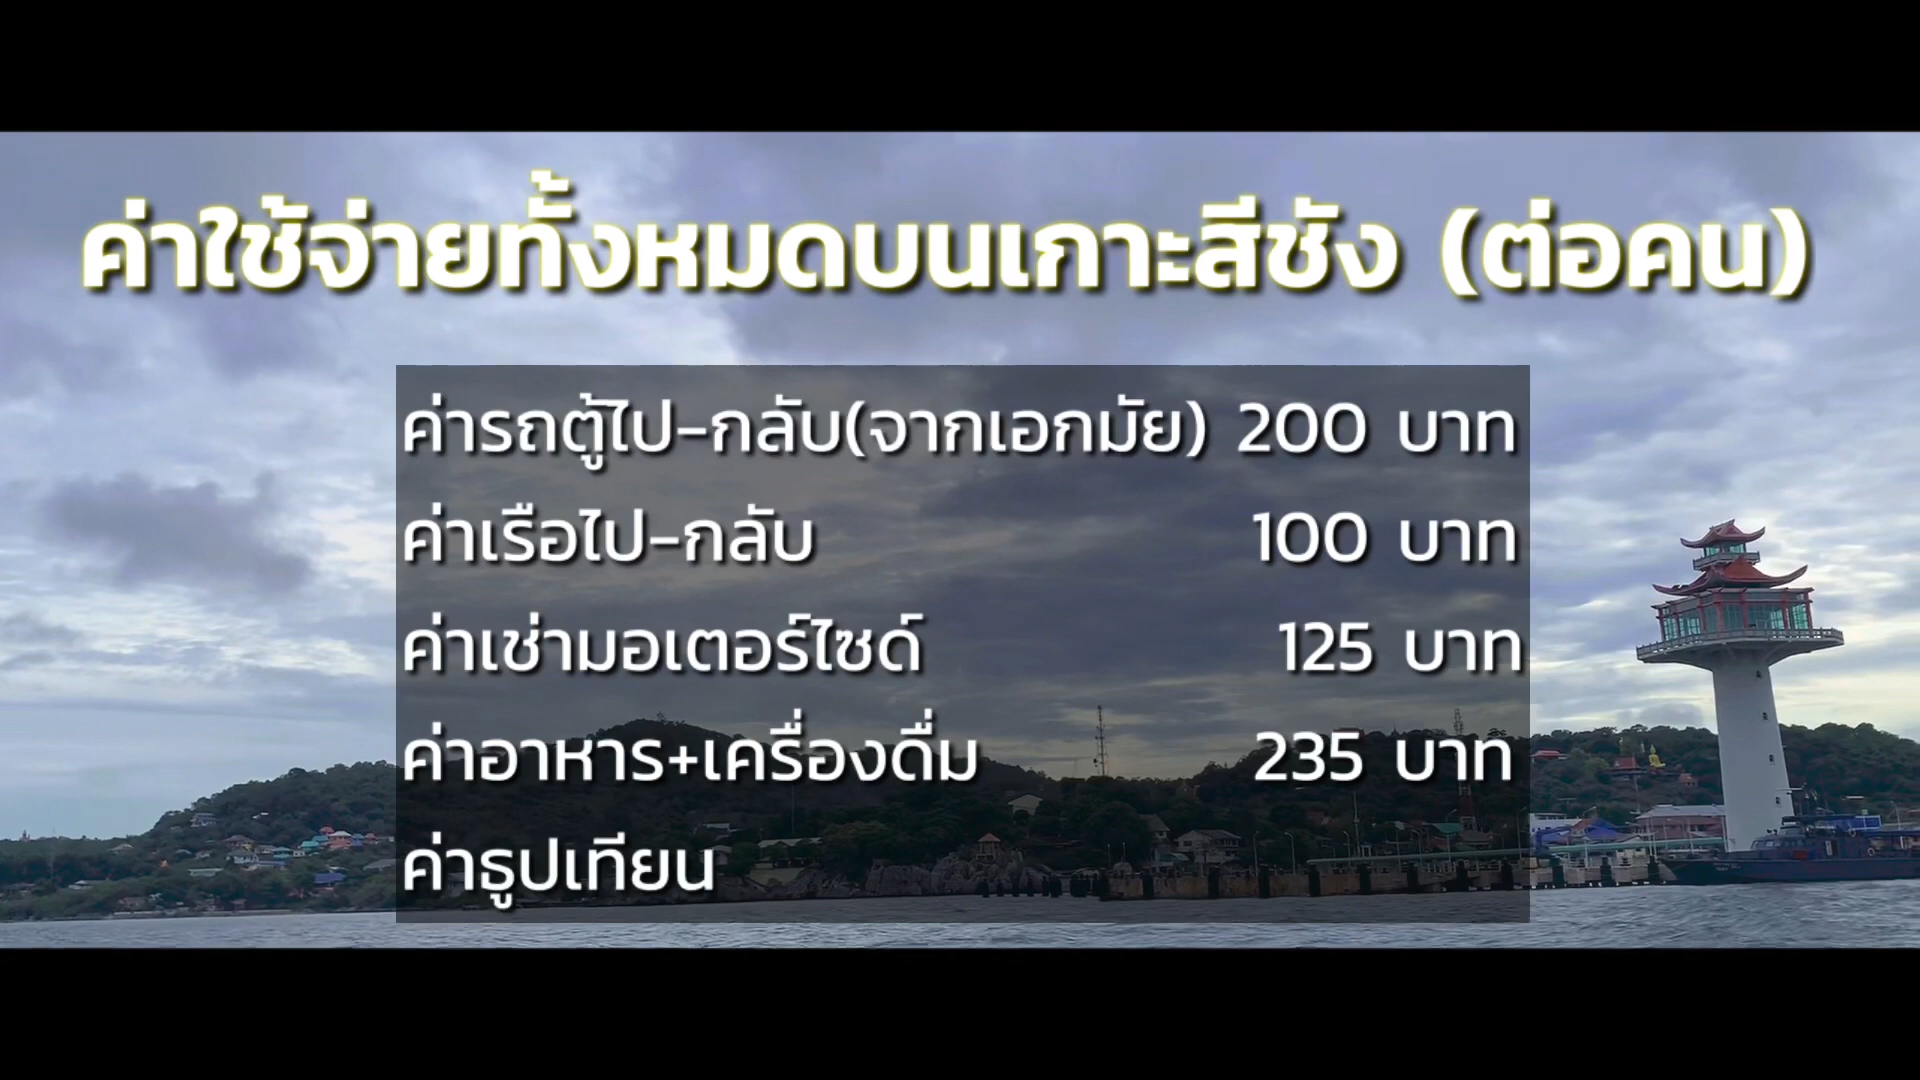 ค่าใช้จ่ายทั้งหมดบนเกาะสีชัง (ต่อคน)
ค่ารถตู้ไป-กลับ(จากเอกมัย) 200 บาท
ค่าเรือไป-กลับ 100 บาท
ค่าเช่ามอเตอร์ไซด์ 125 บาท
ค่าอาหาร+เครื่องดื่ม 235 บาท
ค่าธูปเทียน